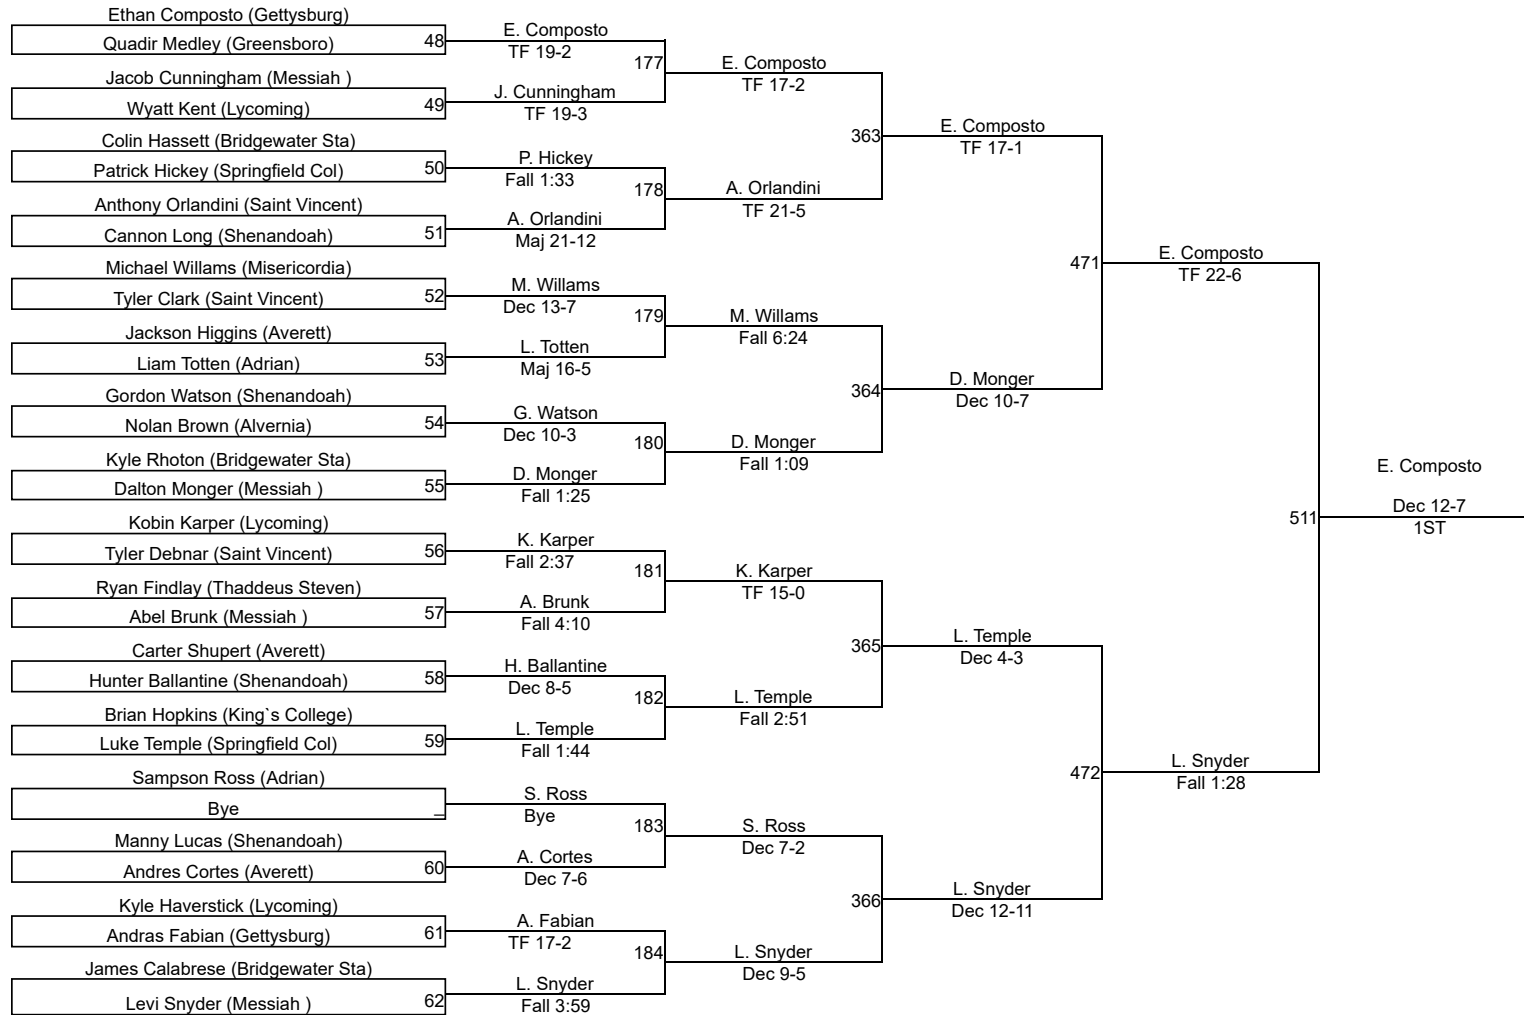 Ethan Composto (Gettysburg)
Quadir Medley (Greensboro) 48
Jacob Cunningham (Messiah )
Wyatt Kent (Lycoming) 49
Colin Hassett (Bridgewater Sta)
Patrick Hickey (Springfield Col) 50
Anthony Orlandini (Saint Vincent)
Cannon Long (Shenandoah) 51
Michael Willams (Misericordia)
Tyler Clark (Saint Vincent) 52
Jackson Higgins (Averett)
Liam Totten (Adrian) 53
Gordon Watson (Shenandoah)
Nolan Brown (Alvernia) 54
Kyle Rhoton (Bridgewater Sta)
Dalton Monger (Messiah ) 55
Kobin Karper (Lycoming)
Tyler Debnar (Saint Vincent) 56
Ryan Findlay (Thaddeus Steven)
Abel Brunk (Messiah ) 57
Carter Shupert (Averett)
Hunter Ballantine (Shenandoah) 58
Brian Hopkins (King`s College)
Luke Temple (Springfield Col) 59
Sampson Ross (Adrian)
Bye _
Manny Lucas (Shenandoah)
Andres Cortes (Averett) 60
Kyle Haverstick (Lycoming)
Andras Fabian (Gettysburg) 61
James Calabrese (Bridgewater Sta)
Levi Snyder (Messiah ) 62
E. Composto
TF 19-2
177
J. Cunningham
TF 19-3
P. Hickey
Fall 1:33
178
A. Orlandini
Maj 21-12
M. Willams
Dec 13-7
179
L. Totten
Maj 16-5
G. Watson
Dec 10-3
180
D. Monger
Fall 1:25
K. Karper
Fall 2:37
181
A. Brunk
Fall 4:10
H. Ballantine
Dec 8-5
182
L. Temple
Fall 1:44
S. Ross
Bye
183
A. Cortes
Dec 7-6
A. Fabian
TF 17-2
184
L. Snyder
Fall 3:59
E. Composto
TF 17-2
363
A. Orlandini
TF 21-5
M. Willams
Fall 6:24
364
D. Monger
Fall 1:09
K. Karper
TF 15-0
365
L. Temple
Fall 2:51
S. Ross
Dec 7-2
366
L. Snyder
Dec 9-5
E. Composto
TF 17-1
471
D. Monger
Dec 10-7
L. Temple
Dec 4-3
472
L. Snyder
Dec 12-11
E. Composto
TF 22-6
511
L. Snyder
Fall 1:28
E. Composto
Dec 12-7
1ST